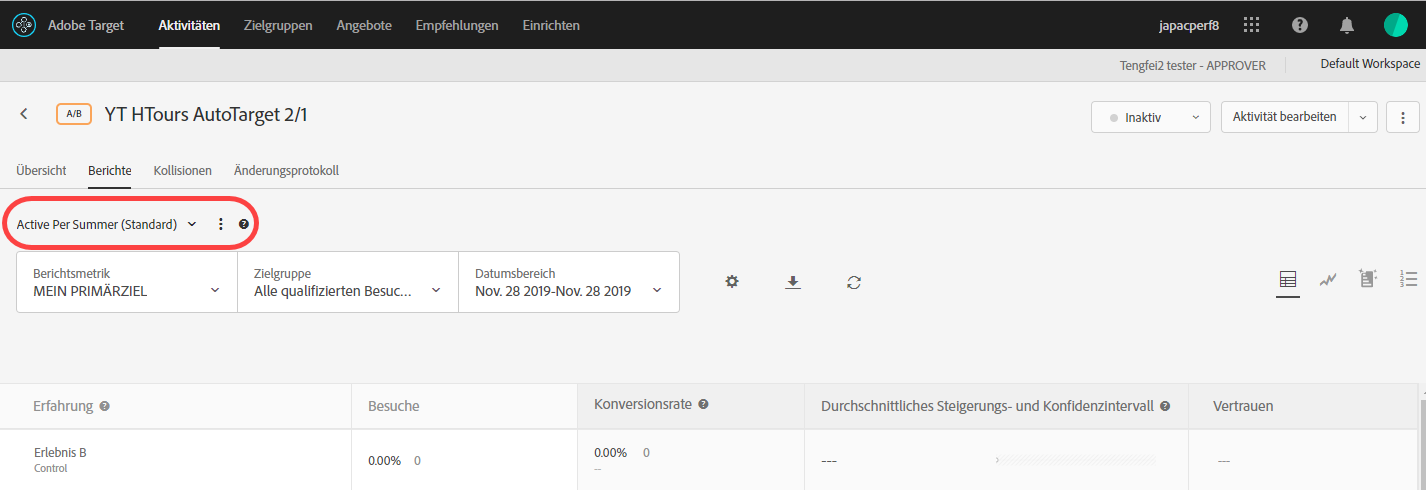 Adobe Target Aktivitäten Zielgruppen Angebote Empfehlungen Einrichten japacperf8
Tengfei2 tester - APPROVER Default Workspace
A/B YT HTours AutoTarget 2/1 Inaktiv Aktivität bearbeiten
Übersicht Berichte Kollisionen Änderungsprotokoll
Active Per Summer (Standard)
Berichtsmetrik Zielgruppe Datumsbereich
MEIN PRIMÄRZIEL Alle qualifizierten Besuc... Nov. 28 2019-Nov. 28 2019
Erfahrung Besuche Konversionsrate Durchschnittliches Steigerungs- und Konfidenzintervall Vertrauen
Erlebnis B 0.00% 0 0.00% 0 --- ---
Control --